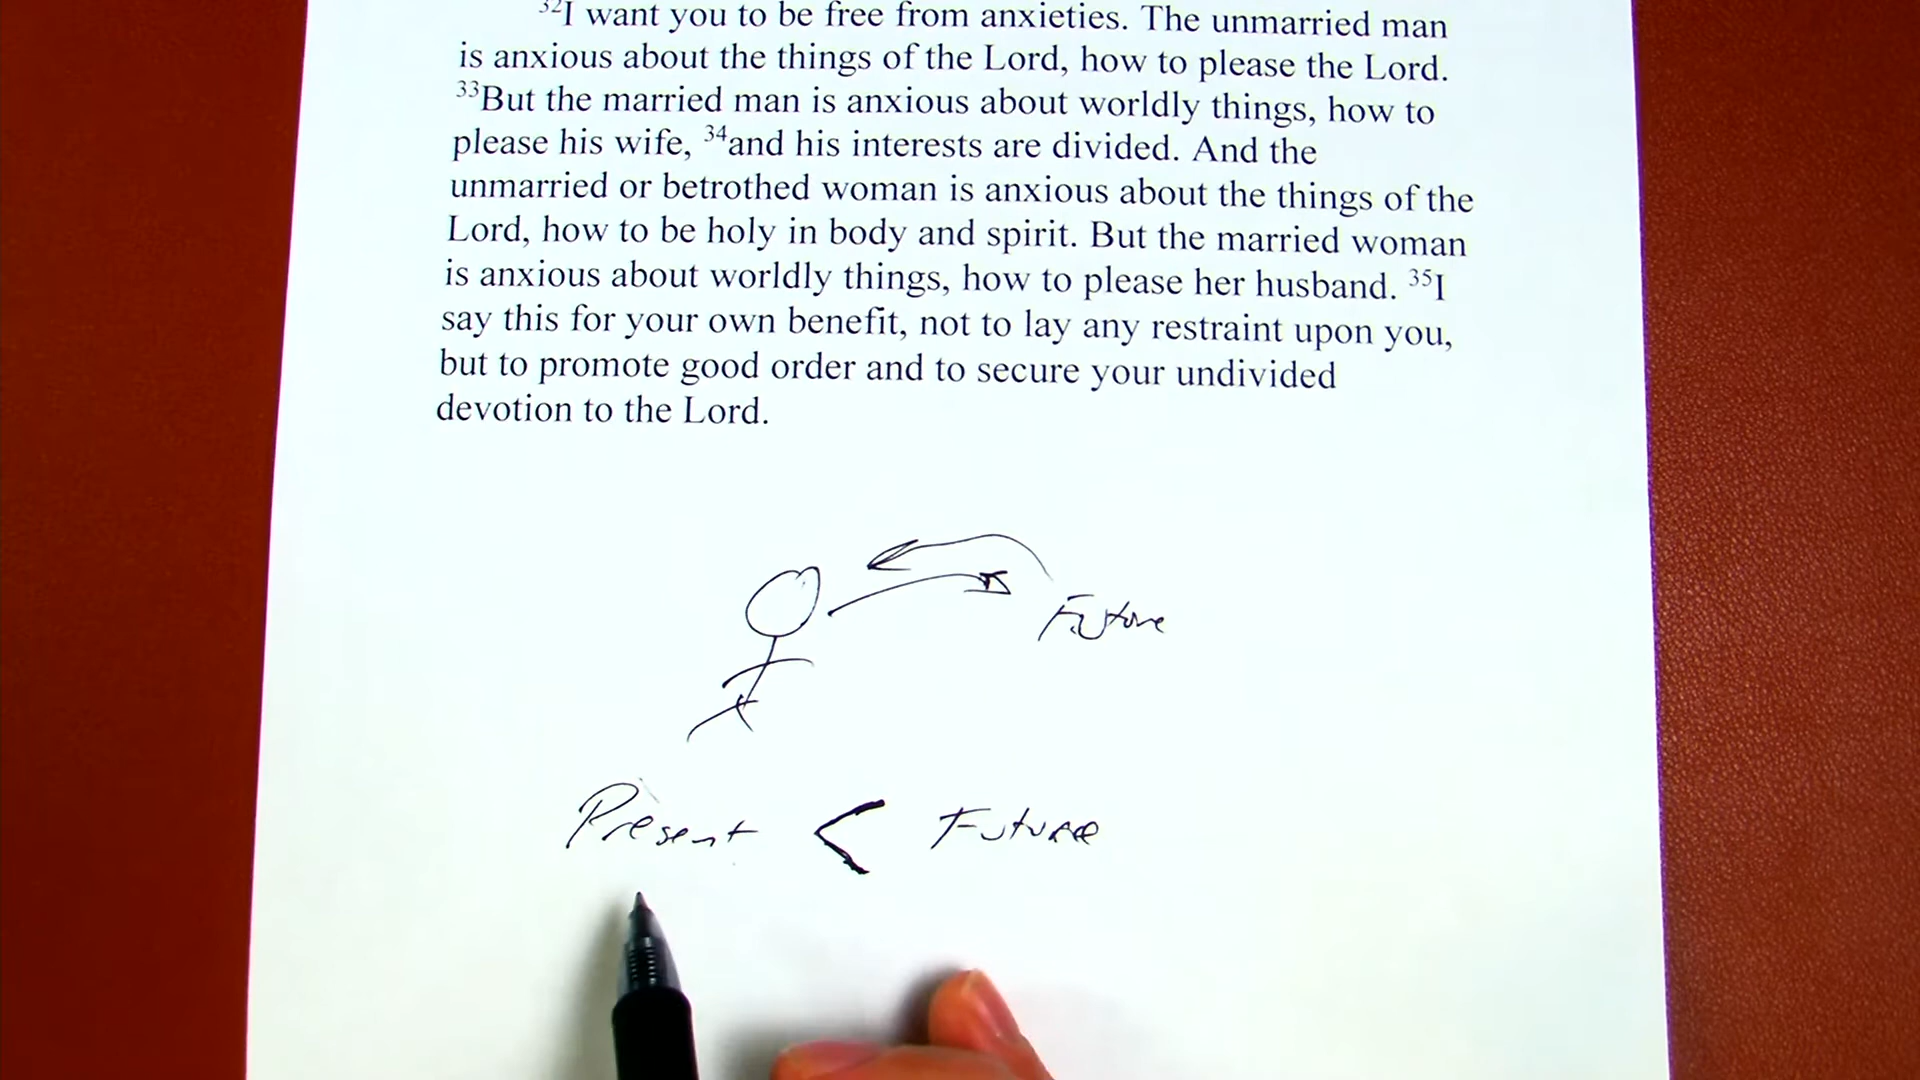 32I want you to be free from anxieties. The unmarried man
is anxious about the things of the Lord, how to please the Lord.
33But the married man is anxious about worldly things, how to
please his wife, 34and his interests are divided. And the
unmarried or betrothed woman is anxious about the things of the
Lord, how to be holy in body and spirit. But the married woman
is anxious about worldly things, how to please her husband. 35I
say this for your own benefit, not to lay any restraint upon you,
but to promote good order and to secure your undivided
devotion to the Lord.
Future
Present < Future